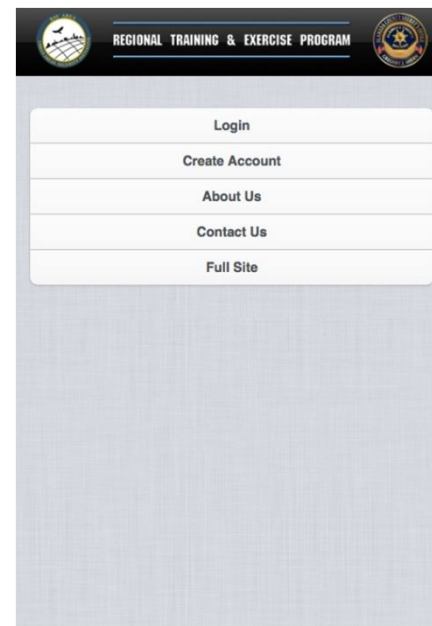 REGIONAL TRAINING & EXERCISE PROGRAM
Login
Create Account
About Us
Contact Us
Full Site